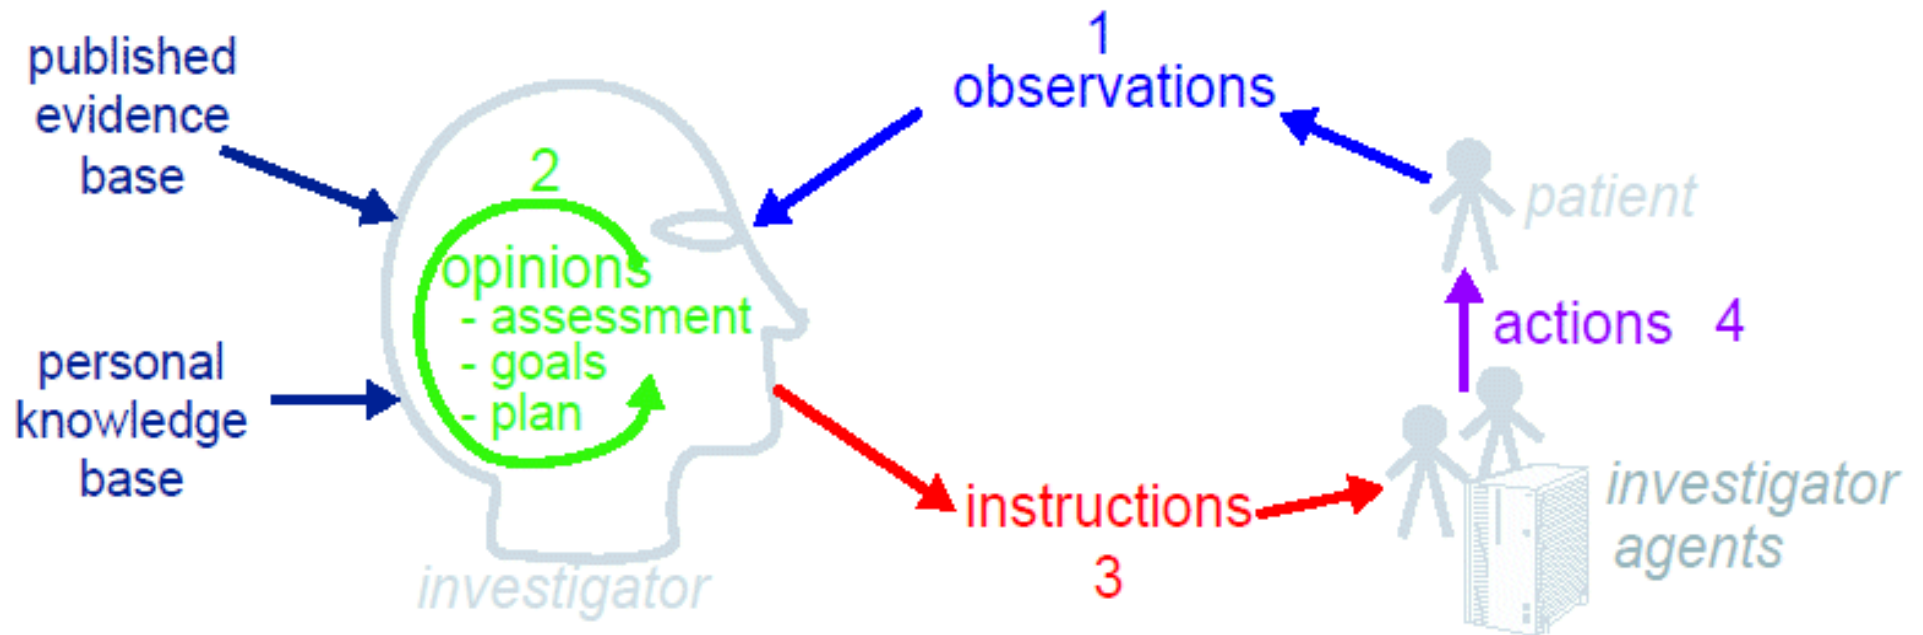 published
evidence
base
personal
knowledge
base
2
opinions
- assessment
- goals
- plan
investigator
1
observations
patient
actions 4
instructions
3
investigator
agents